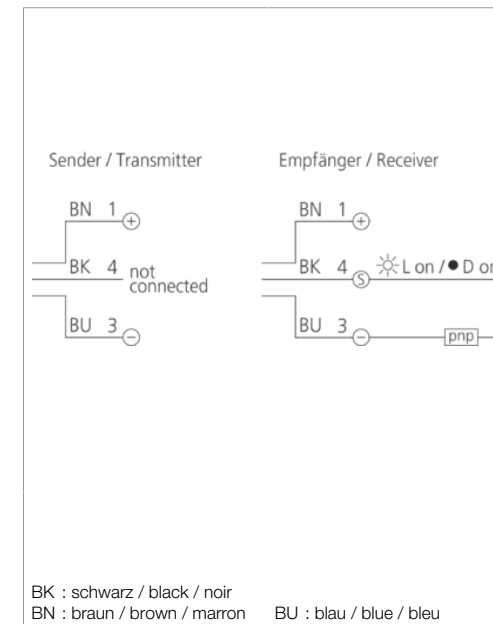 Sender / Transmitter
Empfänger / Receiver
BN 1 +
BN 1 +
BK 4 not connected
BK 4 S L on / ● D on
BU 3 −
BU 3 − pnp
BK : schwarz / black / noir
BN : braun / brown / marron BU : blau / blue / bleu